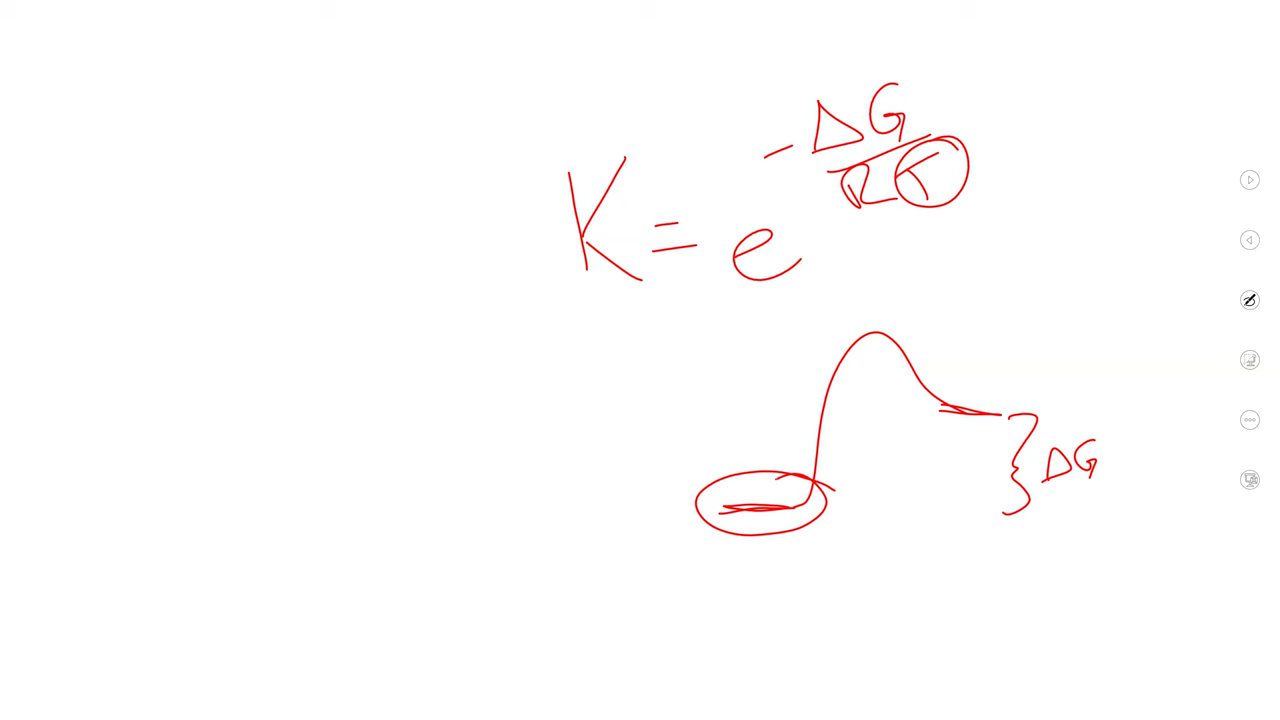 K = e^{-ΔG/RT}
ΔG